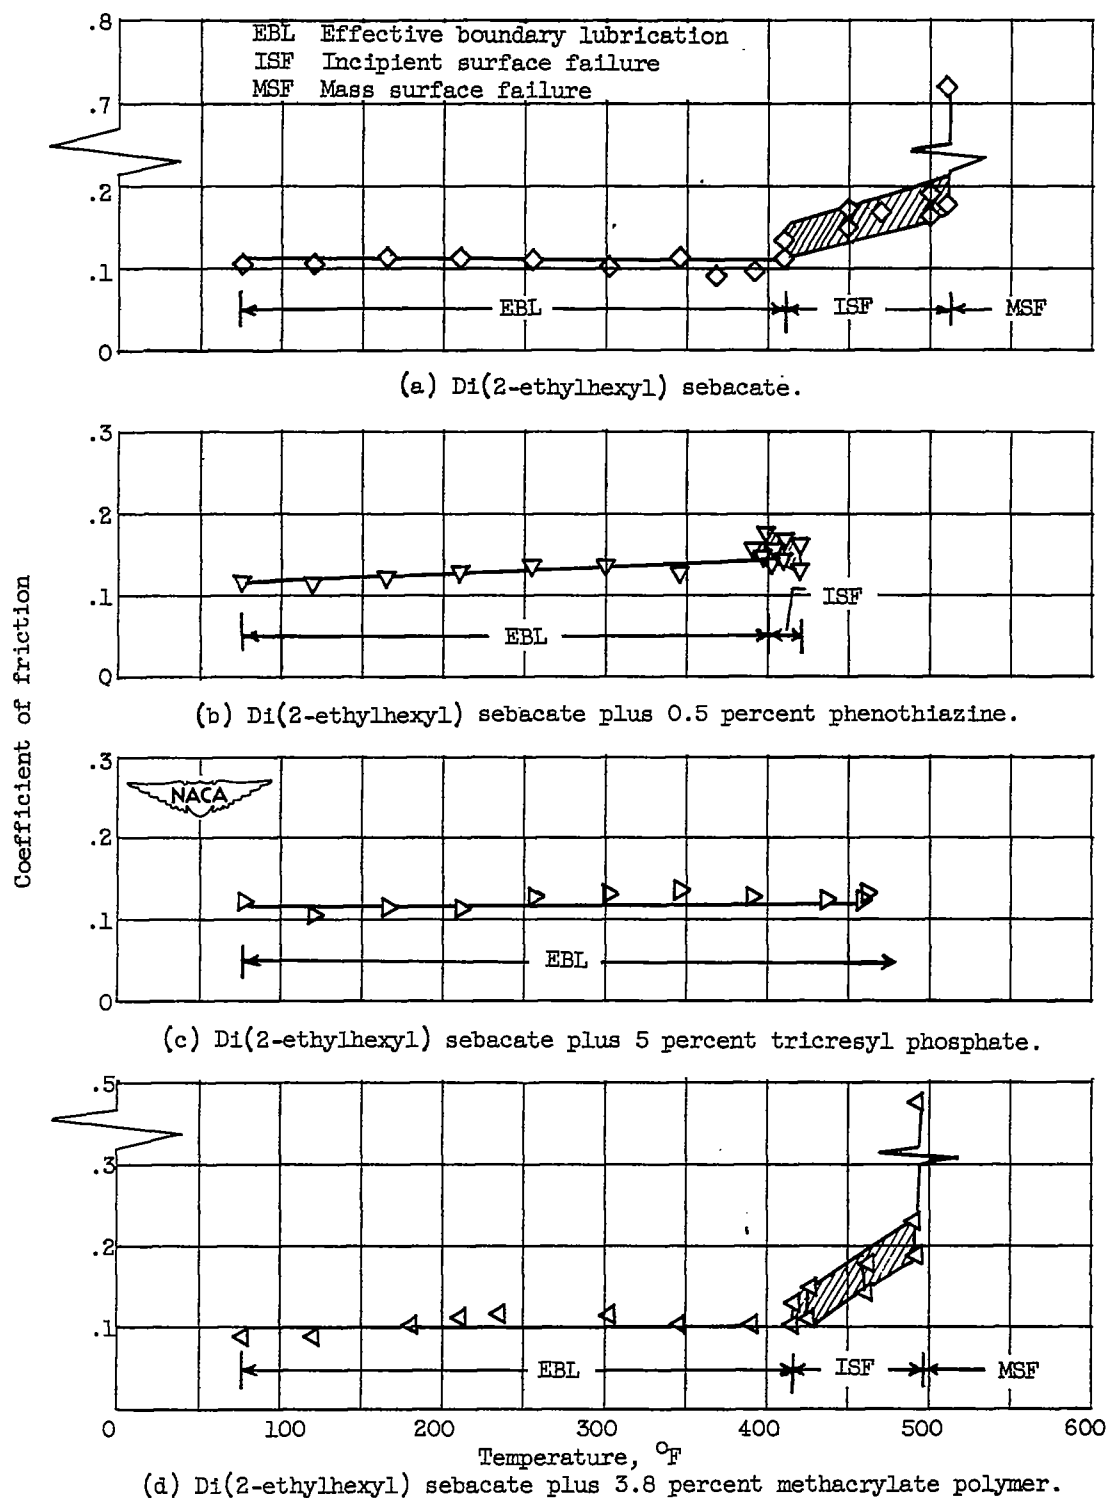 .8
EBL Effective boundary lubrication
ISF Incipient surface failure
MSF Mass surface failure
.7
.2
.1
EBL
ISF
MSF
0
(a) Di(2-ethylhexyl) sebacate.
.3
.2
.1
ISF
EBL
0
(b) Di(2-ethylhexyl) sebacate plus 0.5 percent phenothiazine.
Coefficient of friction
.3
NACA
.2
.1
EBL
0
(c) Di(2-ethylhexyl) sebacate plus 5 percent tricresyl phosphate.
.5
.3
.2
.1
EBL
ISF
MSF
0 100 200 300 400 500 600
Temperature, °F
(d) Di(2-ethylhexyl) sebacate plus 3.8 percent methacrylate polymer.